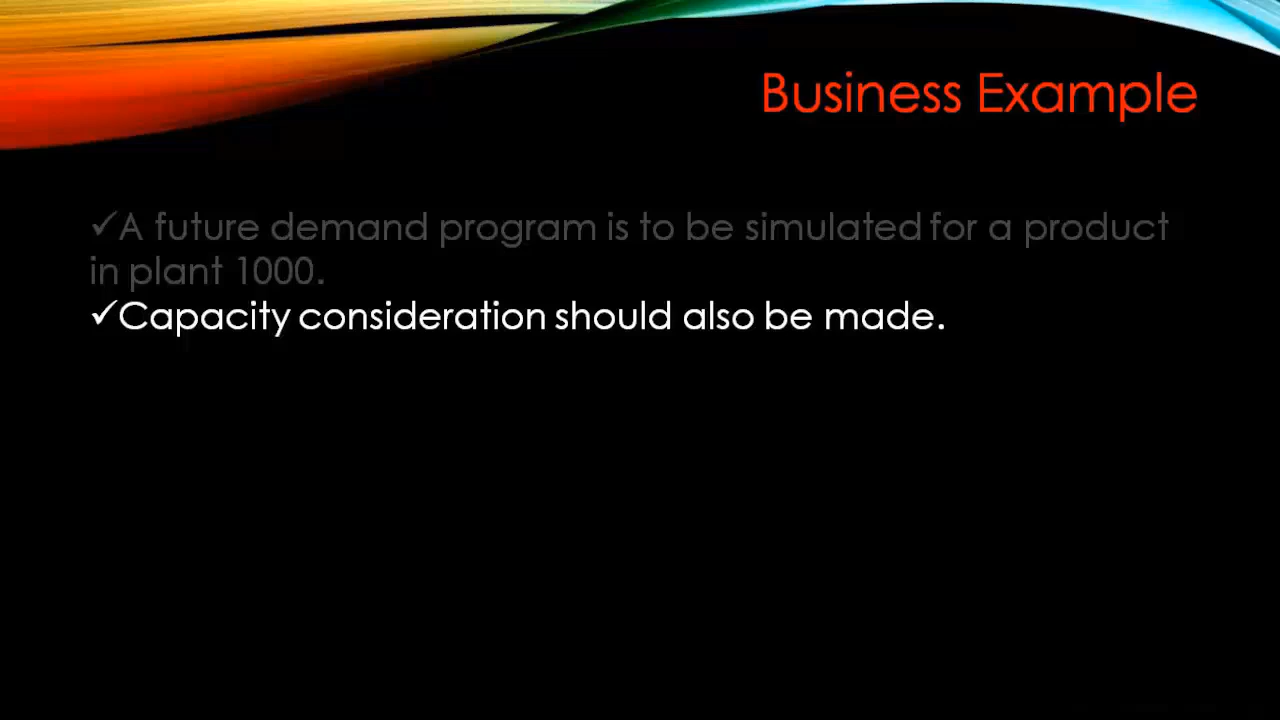 Business Example
✓A future demand program is to be simulated for a product
in plant 1000.
✓Capacity consideration should also be made.